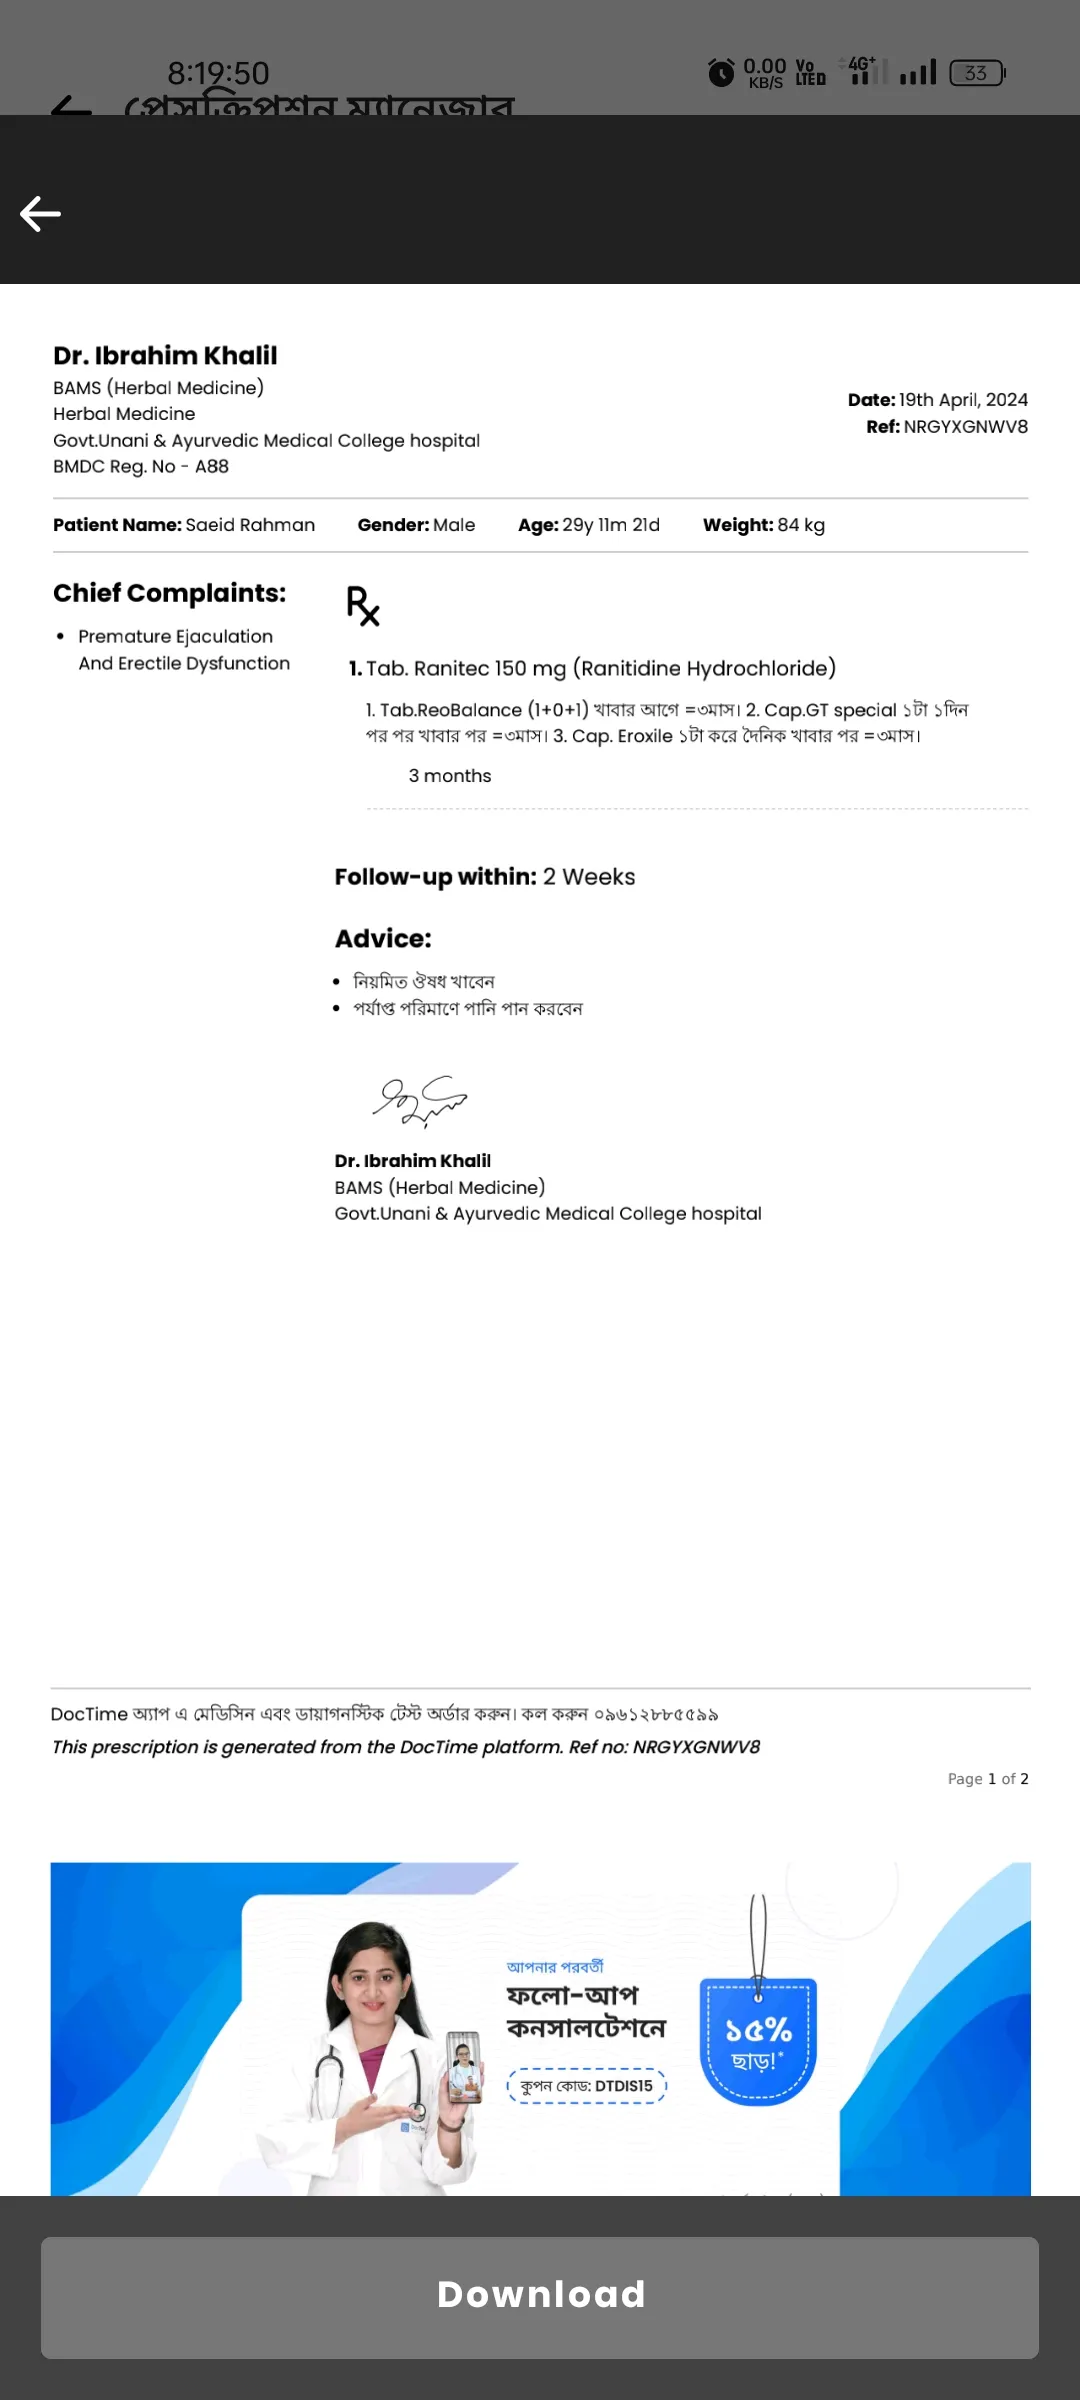 8:19:50
0.00 KB/S Vo LTED 4G+ 33
প্রেসক্রিপশন ম্যানেজার
Dr. Ibrahim Khalil
BAMS (Herbal Medicine)
Herbal Medicine
Govt.Unani & Ayurvedic Medical College hospital
BMDC Reg. No - A88
Date: 19th April, 2024
Ref: NRGYXGNWV8
Patient Name: Saeid Rahman Gender: Male Age: 29y 11m 21d Weight: 84 kg
Chief Complaints:
• Premature Ejaculation
And Erectile Dysfunction
Rx
1. Tab. Ranitec 150 mg (Ranitidine Hydrochloride)
1. Tab.ReoBalance (1+0+1) খাবার আগে =৩মাস। 2. Cap.GT special ১টা ১দিন
পর পর খাবার পর =৩মাস। 3. Cap. Eroxile ১টা করে দৈনিক খাবার পর =৩মাস।
3 months
Follow-up within: 2 Weeks
Advice:
• নিয়মিত ঔষধ খাবেন
• পর্যাপ্ত পরিমাণে পানি পান করবেন
Dr. Ibrahim Khalil
BAMS (Herbal Medicine)
Govt.Unani & Ayurvedic Medical College hospital
DocTime অ্যাপ এ মেডিসিন এবং ডায়াগনস্টিক টেস্ট অর্ডার করুন। কল করুন ০৯৬১২৮৮৫৫৯৯
This prescription is generated from the DocTime platform. Ref no: NRGYXGNWV8
Page 1 of 2
আপনার পরবর্তী
ফলো-আপ
কনসালটেশনে
কুপন কোড: DTDIS15
১৫%
ছাড়!*
Download